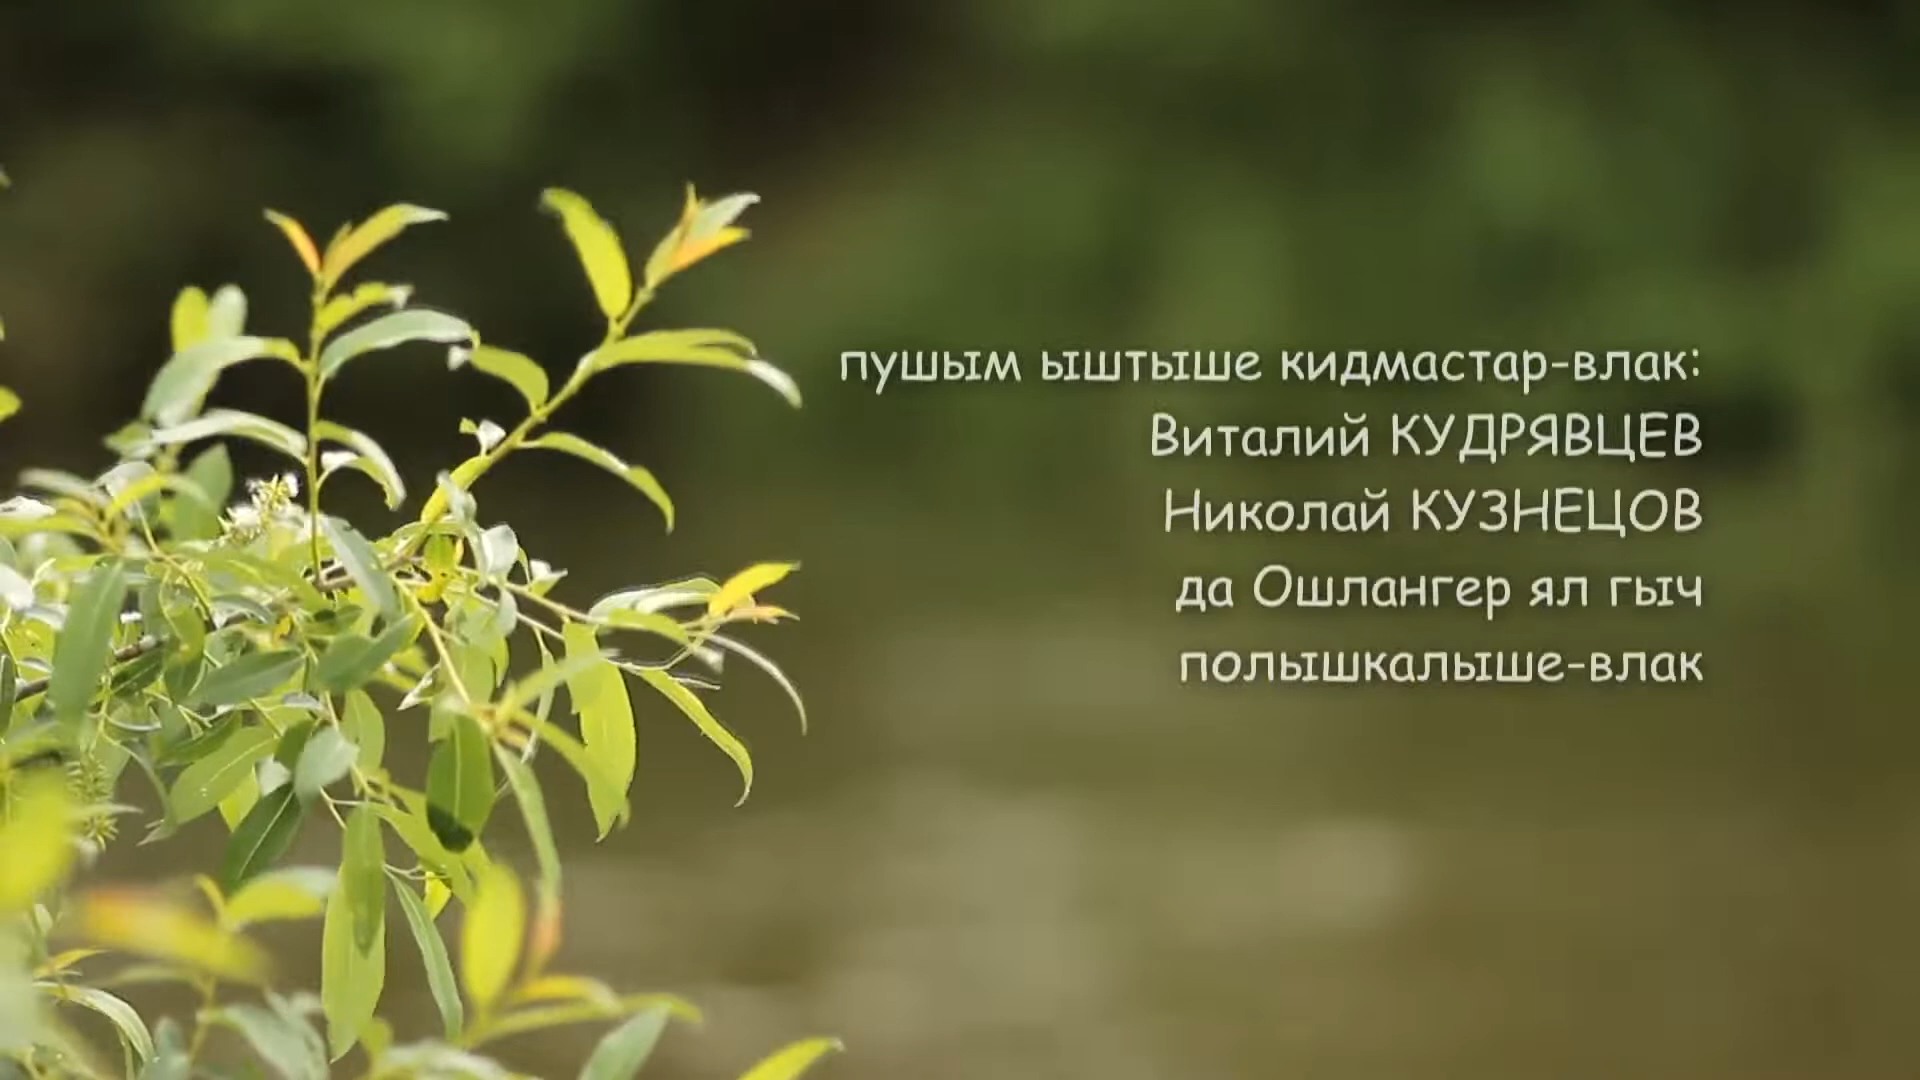 пушым ыштыше кидмастар-влак:
Виталий КУДРЯВЦЕВ
Николай КУЗНЕЦОВ
да Ошлангер ял гыч
полышкалыше-влак